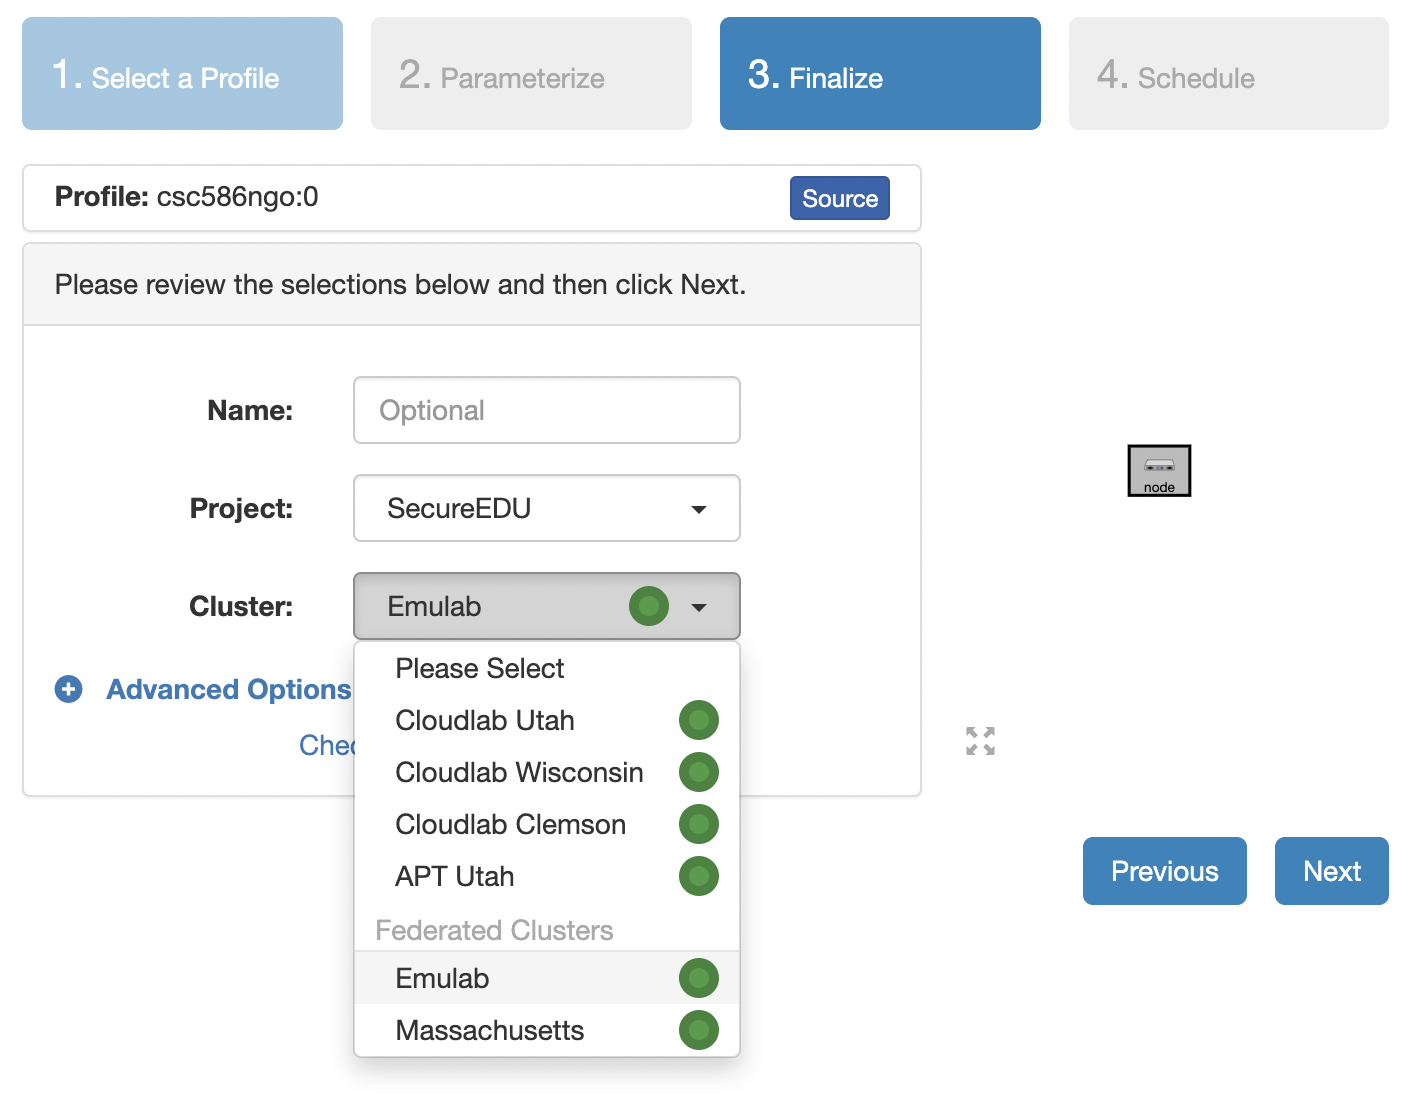 1. Select a Profile
2. Parameterize
3. Finalize
4. Schedule
Profile: csc586ngo:0
Source
Please review the selections below and then click Next.
Name:
Optional
Project:
SecureEDU
Cluster:
Emulab
Please Select
Cloudlab Utah
Cloudlab Wisconsin
Cloudlab Clemson
APT Utah
Federated Clusters
Emulab
Massachusetts
Advanced Options
node
Previous
Next